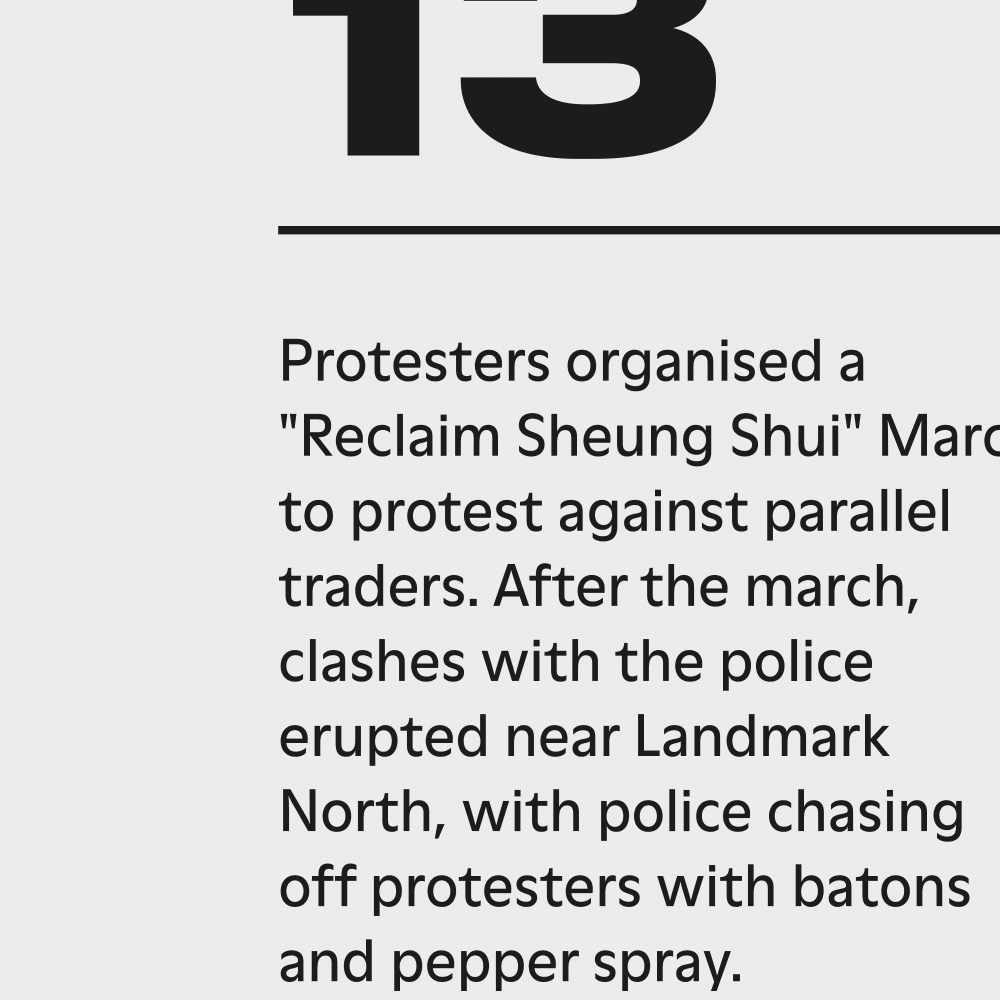 13
Protesters organised a
"Reclaim Sheung Shui" Marc
to protest against parallel
traders. After the march,
clashes with the police
erupted near Landmark
North, with police chasing
off protesters with batons
and pepper spray.